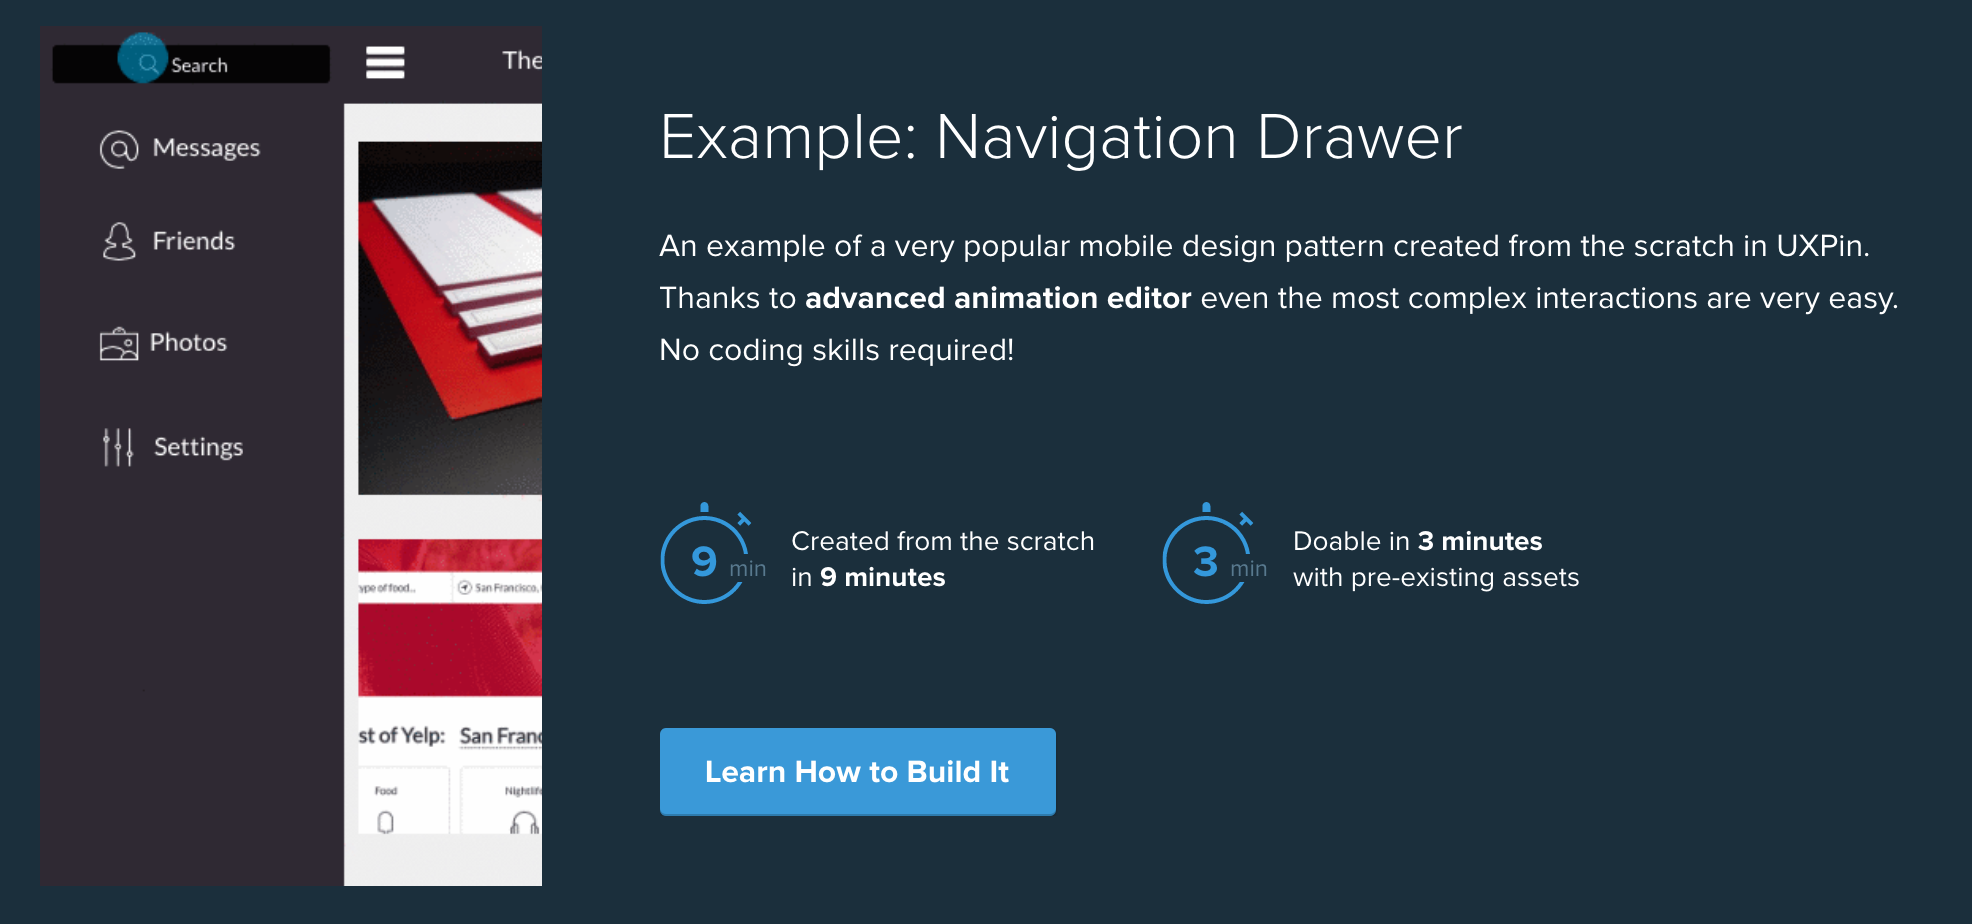 Search
The
Messages
Friends
Photos
Settings
ype of food...
San Francisco,
st of Yelp: San Franc
Food
Nightlife
Example: Navigation Drawer
An example of a very popular mobile design pattern created from the scratch in UXPin.
Thanks to advanced animation editor even the most complex interactions are very easy.
No coding skills required!
9 min
Created from the scratch
in 9 minutes
3 min
Doable in 3 minutes
with pre-existing assets
Learn How to Build It